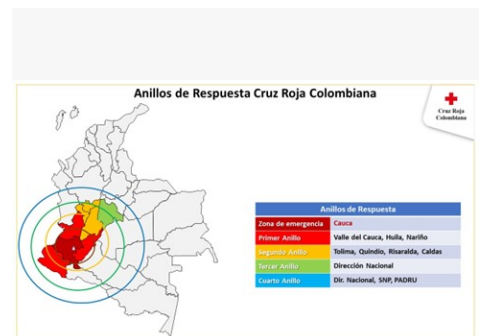 Anillos de Respuesta Cruz Roja Colombiana
Cruz Roja
Colombiana
Anillos de Respuesta
Zona de emergencia Cauca
Primer Anillo Valle del Cauca, Huila, Nariño
Segundo Anillo Tolima, Quindío, Risaralda, Caldas
Tercer Anillo Dirección Nacional
Cuarto Anillo Dir. Nacional, SNP, PADRU